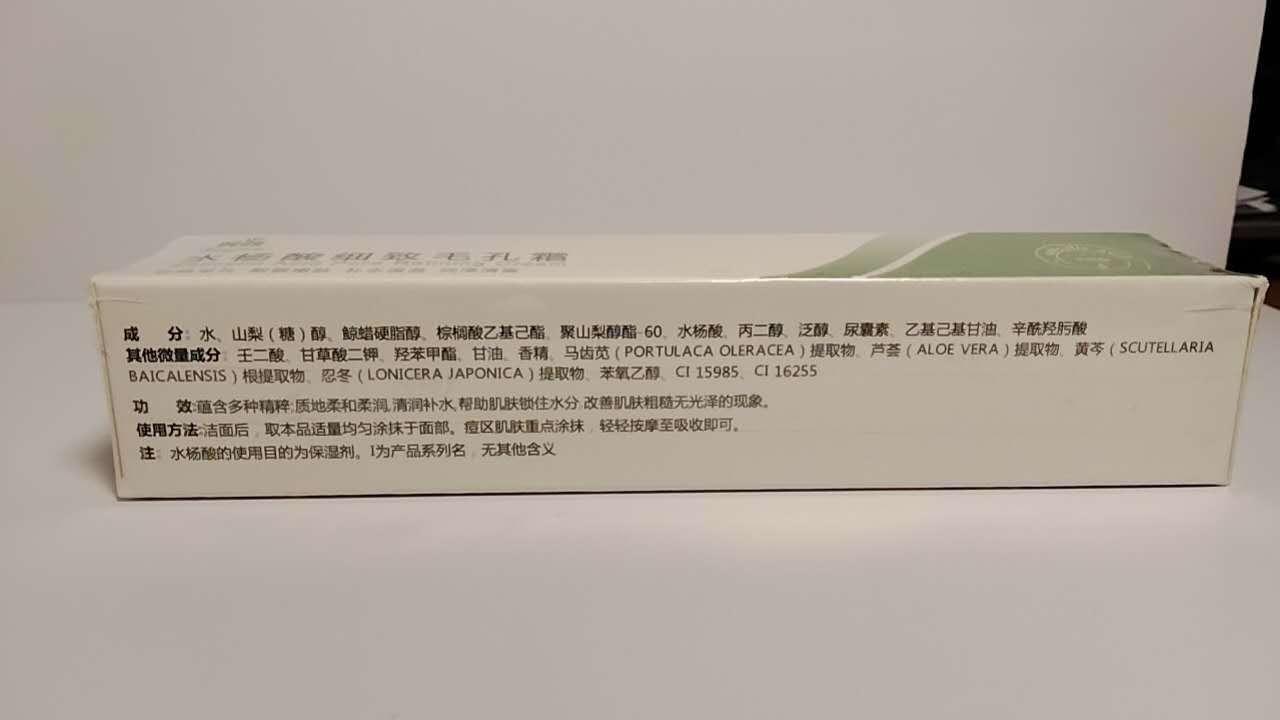 水杨酸细致毛孔霜
成 分: 水、山梨（糖）醇、鲸蜡硬脂醇、棕榈酸乙基己酯、聚山梨醇酯-60、水杨酸、丙二醇、泛醇、尿囊素、乙基己基甘油、辛酰羟肟酸
其他微量成分: 壬二酸、甘草酸二钾、羟苯甲酯、甘油、香精、马齿苋（PORTULACA OLERACEA）提取物、芦荟（ALOE VERA）提取物、黄芩（SCUTELLARIA
BAICALENSIS）根提取物、忍冬（LONICERA JAPONICA）提取物、苯氧乙醇、CI 15985、CI 16255
功 效:蕴含多种精粹;质地柔和柔润,清润补水,帮助肌肤锁住水分,改善肌肤粗糙无光泽的现象。
使用方法:洁面后，取本品适量均匀涂抹于面部。痘区肌肤重点涂抹，轻轻按摩至吸收即可。
注: 水杨酸的使用目的为保湿剂。I为产品系列名，无其他含义